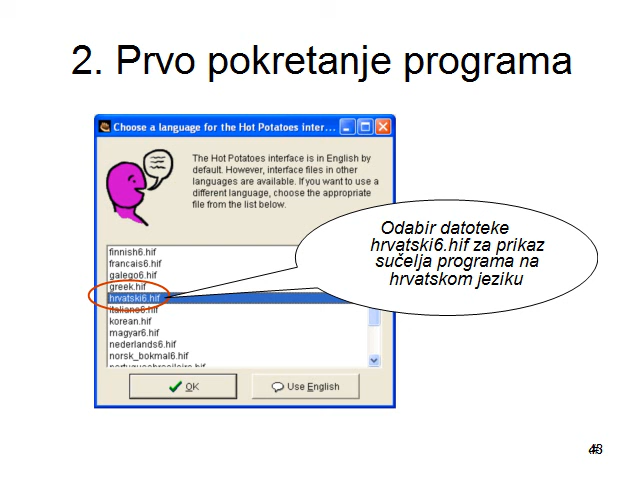 2. Prvo pokretanje programa
Choose a language for the Hot Potatoes inter...
The Hot Potatoes interface is in English by
default. However, interface files in other
languages are available. If you want to use a
different language, choose the appropriate
file from the list below.
Odabir datoteke
hrvatski6.hif za prikaz
sučelja programa na
hrvatskom jeziku
finnish6.hif
francais6.hif
galego6.hif
greek.hif
hrvatski6.hif
italiano6.hif
korean.hif
magyar6.hif
nederlands6.hif
norsk_bokmal6.hif
OK
Use English